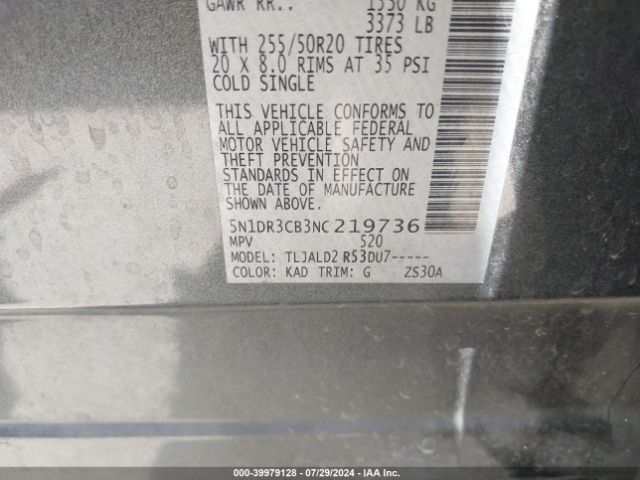 GAWR RR.: 1530 KG
3373 LB
WITH 255/50R20 TIRES
20 X 8.0 RIMS AT 35 PSI
COLD SINGLE
THIS VEHICLE CONFORMS TO
ALL APPLICABLE FEDERAL
MOTOR VEHICLE SAFETY AND
THEFT PREVENTION
STANDARDS IN EFFECT ON
THE DATE OF MANUFACTURE
SHOWN ABOVE.
5N1DR3CB3NC219736
MPV 520
MODEL: TLJALD2 R53DU7-----
COLOR: KAD TRIM: G ZS30A
000-39979128 - 07/29/2024 - IAA Inc.